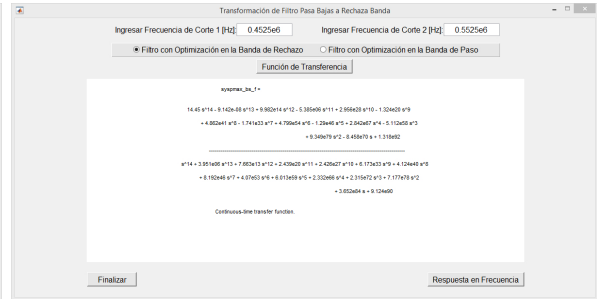 Transformación de Filtro Pasa Bajas a Rechaza Banda
Ingresar Frecuencia de Corte 1 [Hz]: 0.4525e6 Ingresar Frecuencia de Corte 2 [Hz]: 0.5525e6
Filtro con Optimización en la Banda de Rechazo Filtro con Optimización en la Banda de Paso
Función de Transferencia
syspmax_bs_f =
14.45 s^14 - 9.142e-08 s^13 + 9.982e14 s^12 - 5.385e06 s^11 + 2.956e28 s^10 - 1.324e20 s^9
+ 4.862e41 s^8 - 1.741e33 s^7 + 4.799e54 s^6 - 1.29e46 s^5 + 2.842e67 s^4 - 5.112e58 s^3
+ 9.349e79 s^2 - 8.458e70 s + 1.318e92
s^14 + 3.951e06 s^13 + 7.663e13 s^12 + 2.439e20 s^11 + 2.426e27 s^10 + 6.173e33 s^9 + 4.124e40 s^8
+ 8.192e46 s^7 + 4.07e53 s^6 + 6.013e59 s^5 + 2.332e66 s^4 + 2.315e72 s^3 + 7.177e78 s^2
+ 3.652e84 s + 9.124e90
Continuous-time transfer function.
Finalizar Respuesta en Frecuencia